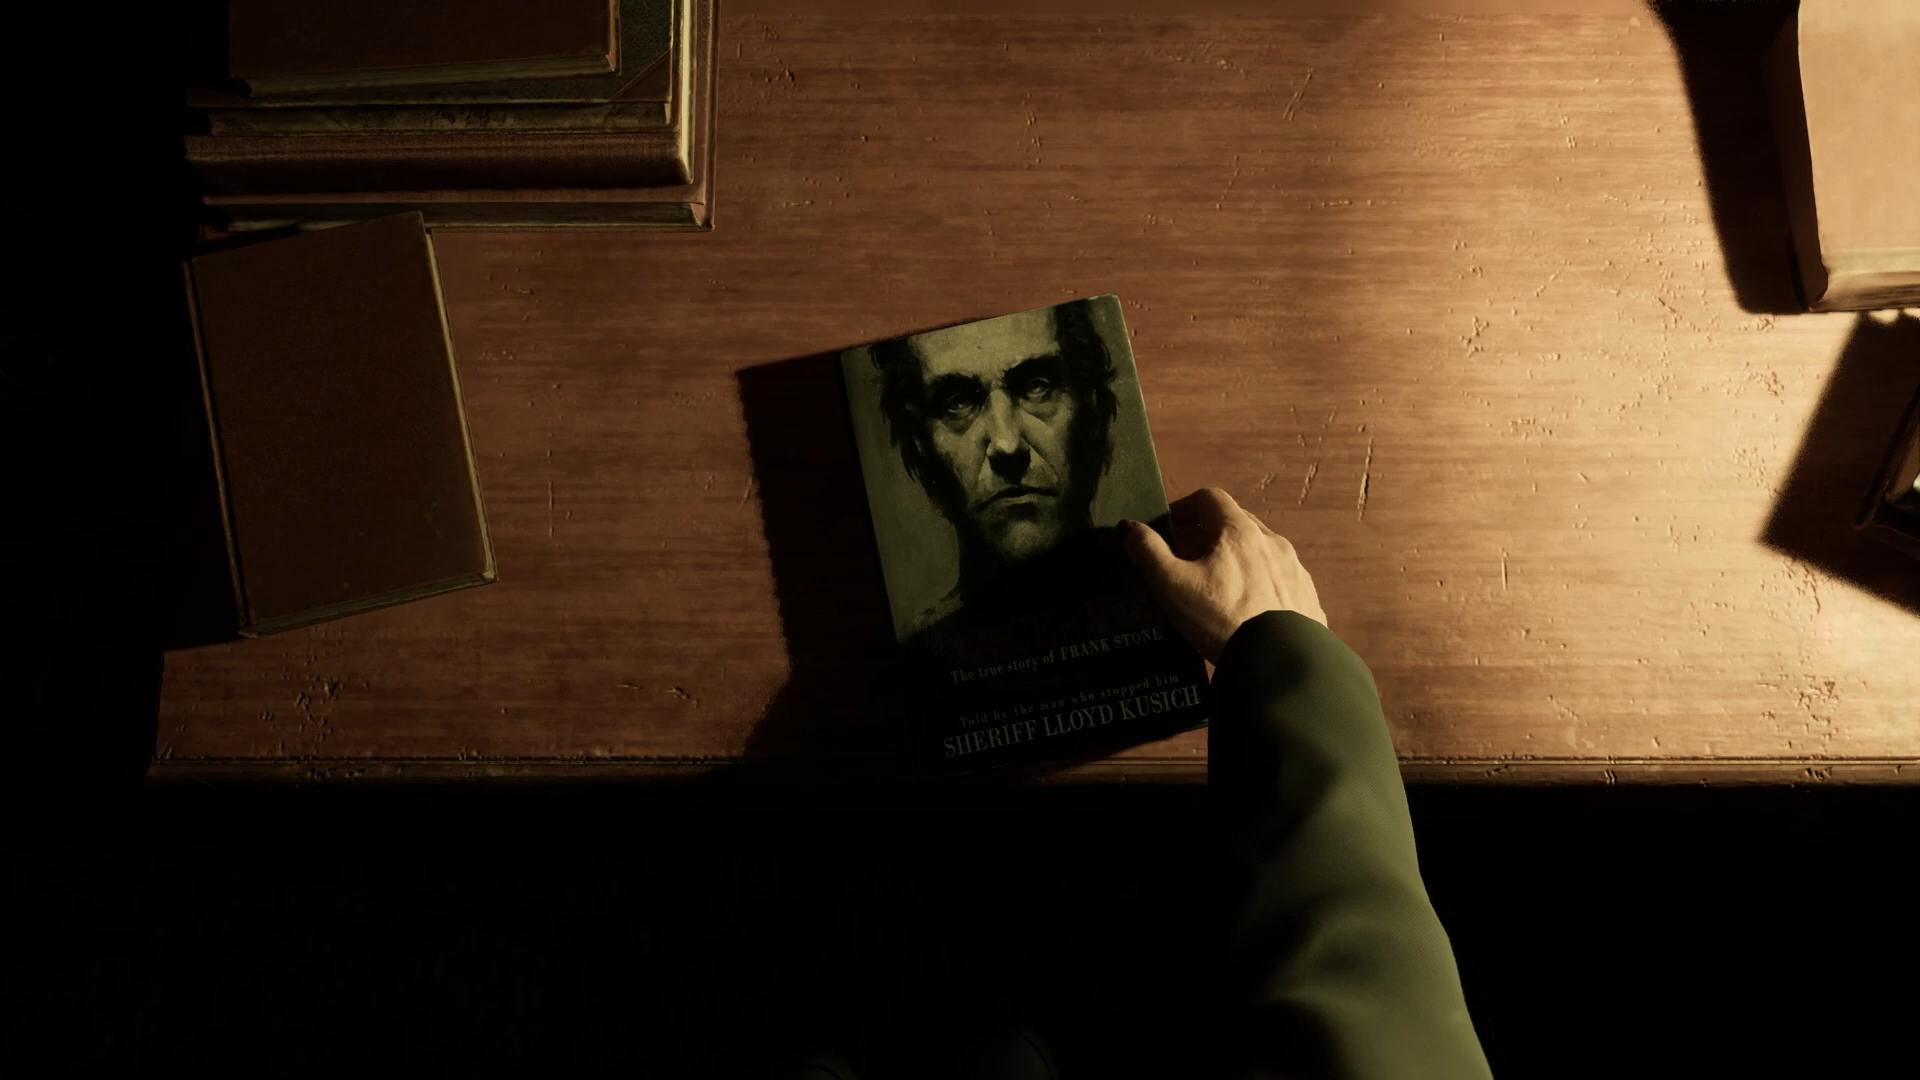 The true story of FRANK STONE
Told by the man who stopped him
SHERIFF LLOYD KUSICH